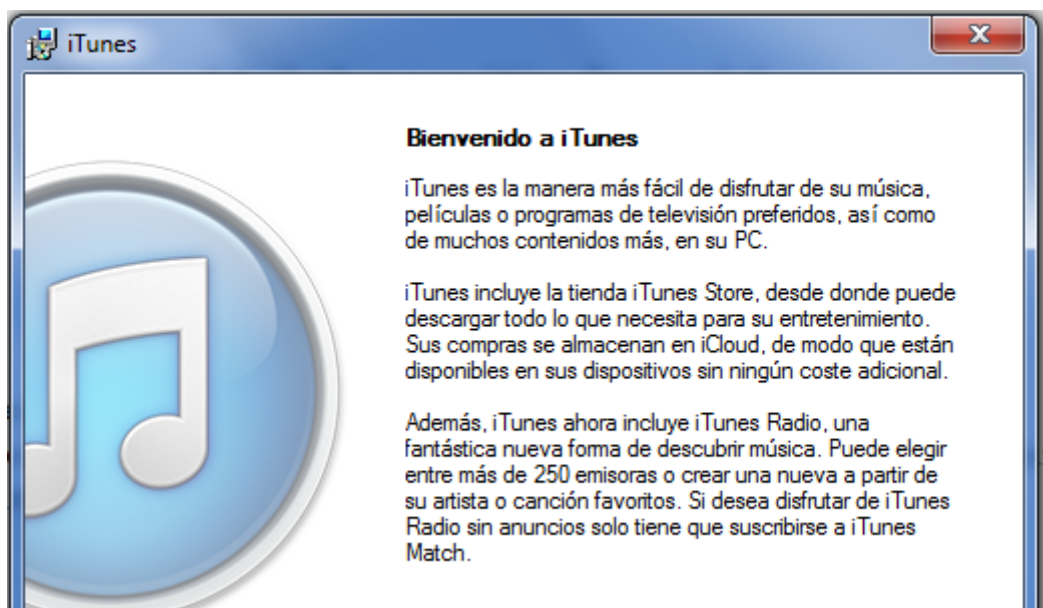 iTunes
Bienvenido a iTunes
iTunes es la manera más fácil de disfrutar de su música,
películas o programas de televisión preferidos, así como
de muchos contenidos más, en su PC.
iTunes incluye la tienda iTunes Store, desde donde puede
descargar todo lo que necesita para su entretenimiento.
Sus compras se almacenan en iCloud, de modo que están
disponibles en sus dispositivos sin ningún coste adicional.
Además, iTunes ahora incluye iTunes Radio, una
fantástica nueva forma de descubrir música. Puede elegir
entre más de 250 emisoras o crear una nueva a partir de
su artista o canción favoritos. Si desea disfrutar de iTunes
Radio sin anuncios solo tiene que suscribirse a iTunes
Match.